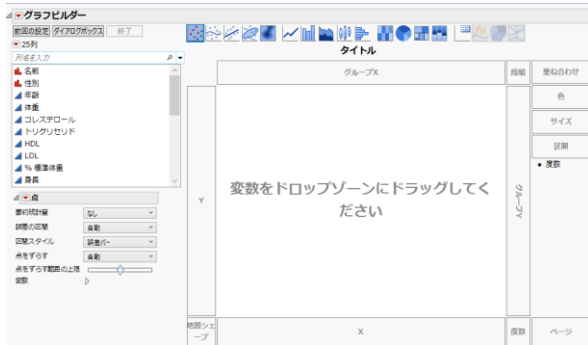 グラフビルダー
前回の設定 ダイアログボックス 終了
25列
列名を入力
名前
性別
年齢
体重
コレステロール
トリグリセリド
HDL
LDL
% 標準体重
身長
点
要約統計量 なし
誤差の区間 自動
区間スタイル 誤差バー
点をずらす 自動
点をずらす範囲の上限
変数
タイトル
グループX
段組
重ね合わせ
色
サイズ
区間
度数
Y
変数をドロップゾーンにドラッグしてく
ださい
グループY
地図シェ
ープ
X
度数
ページ